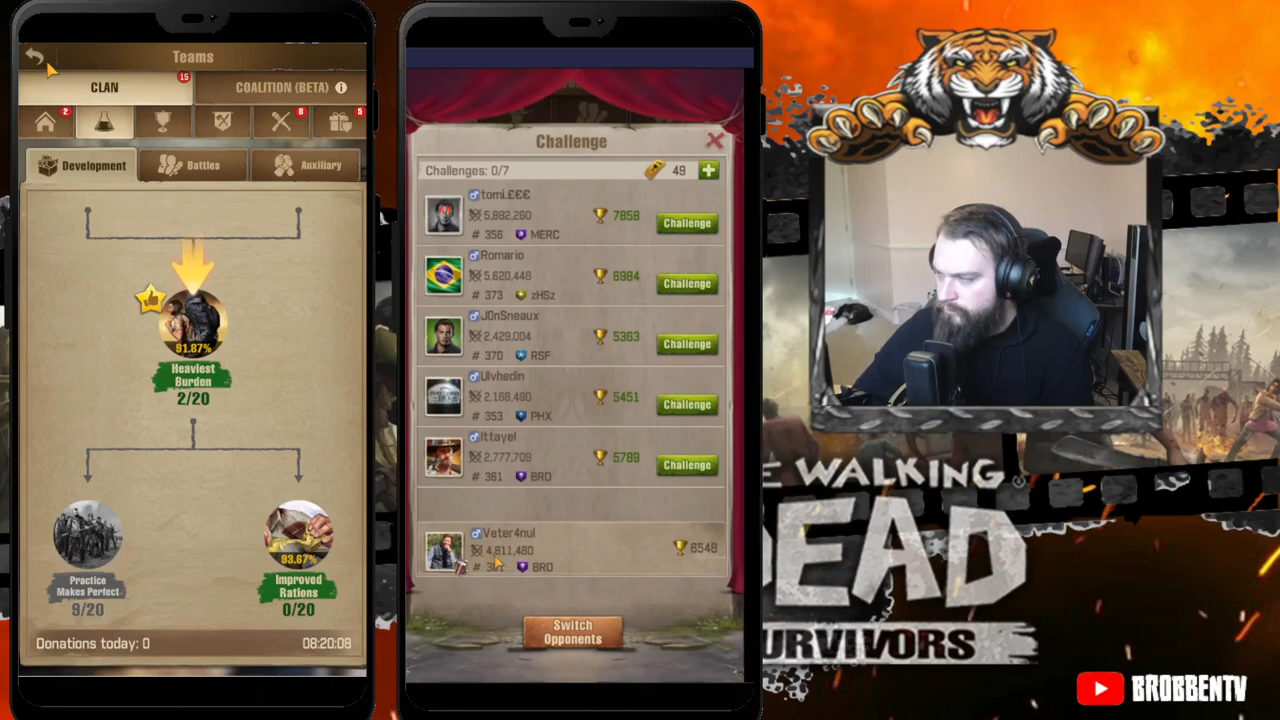 Teams
CLAN
15
COALITION (BETA)
2
8
5
Development
Battles
Auxiliary
91.87%
Heaviest
Burden
2/20
Practice
Makes Perfect
9/20
93.67%
Improved
Rations
0/20
Donations today: 0
08:20:08
Challenge
Challenges: 0/7
49
tomi.£€€
5,882,260
7858
Challenge
# 356
MERC
Romario
5,620,448
6984
Challenge
# 373
zHSz
J0nSneaux
2,429,004
5363
Challenge
# 370
RSF
Ulvhedin
2,168,490
5451
Challenge
# 353
PHX
Ittayel
2,777,709
5789
Challenge
# 361
BRD
Veter4nul
4,811,480
6548
BRD
Switch
Opponents
E WALKING
DEAD
URVIVORS
BROBBENTV